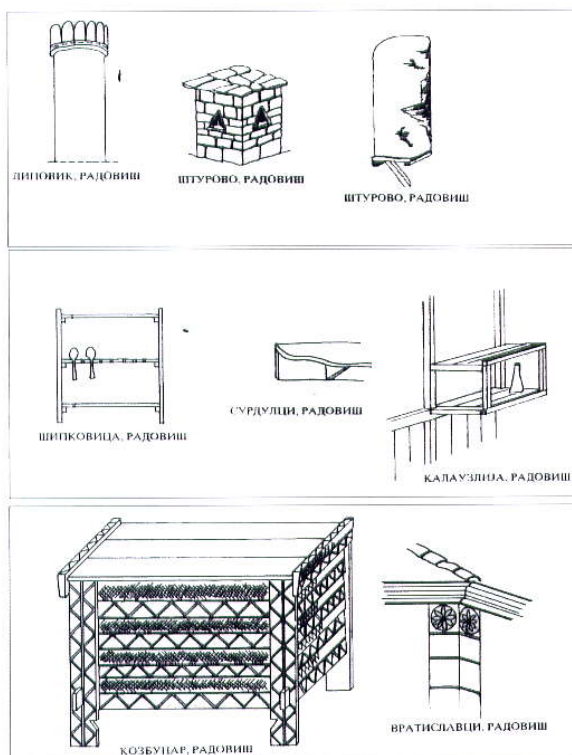 ЛИПОВИК, РАДОВИШ
ШТУРОВО, РАДОВИШ
ШТУРОВО, РАДОВИШ
ШИПКОВИЦА, РАДОВИШ
СУРДУЛЦИ, РАДОВИШ
КАЛАУЗЛИЈА, РАДОВИШ
КОЗБУНАР, РАДОВИШ
ВРАТИСЛАВЦИ, РАДОВИШ